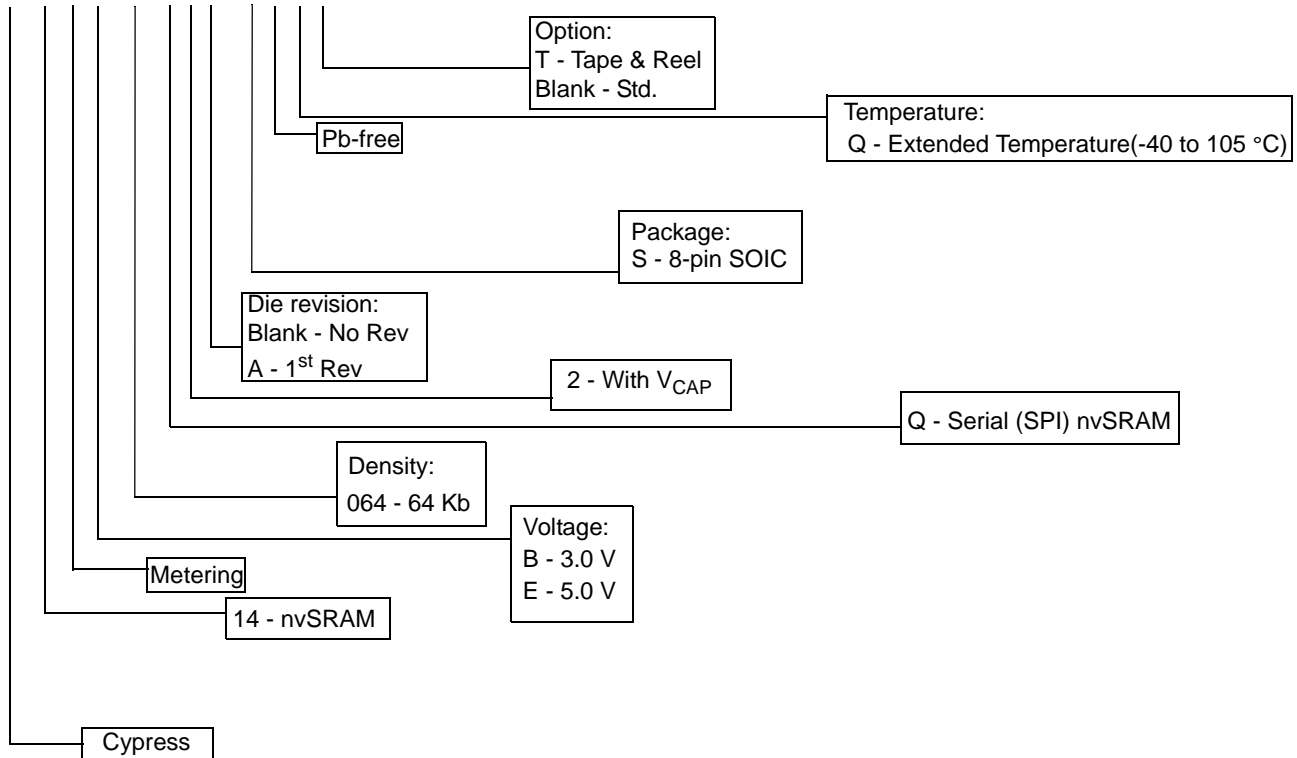 Option:
T - Tape & Reel
Blank - Std.
Temperature:
Q - Extended Temperature(-40 to 105 °C)
Pb-free
Package:
S - 8-pin SOIC
Die revision:
Blank - No Rev
A - 1st Rev
2 - With VCAP
Q - Serial (SPI) nvSRAM
Density:
064 - 64 Kb
Voltage:
B - 3.0 V
E - 5.0 V
Metering
14 - nvSRAM
Cypress